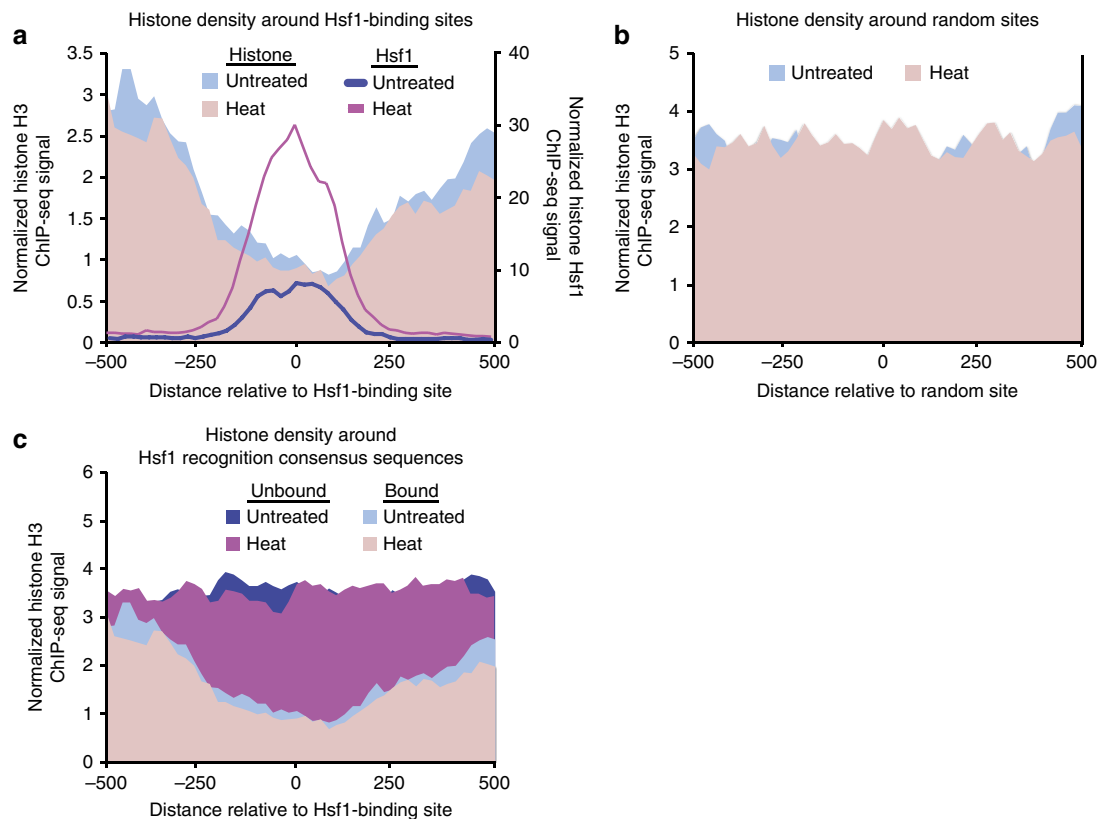 a
Histone density around Hsf1-binding sites
Normalized histone H3
ChIP-seq signal
3.5
3
2.5
2
1.5
1
0.5
0
Histone
Untreated
Heat
Hsf1
Untreated
Heat
40
30
20
10
0
Normalized histone Hsf1
ChIP-seq signal
−500
−250
0
250
500
Distance relative to Hsf1-binding site
b
Histone density around random sites
Normalized histone H3
ChIP-seq signal
5
4
3
2
1
0
Untreated
Heat
−500
−250
0
250
500
Distance relative to random site
c
Histone density around
Hsf1 recognition consensus sequences
Normalized histone H3
ChIP-seq signal
6
5
4
3
2
1
0
Unbound
Untreated
Heat
Bound
Untreated
Heat
−500
−250
0
250
500
Distance relative to Hsf1-binding site